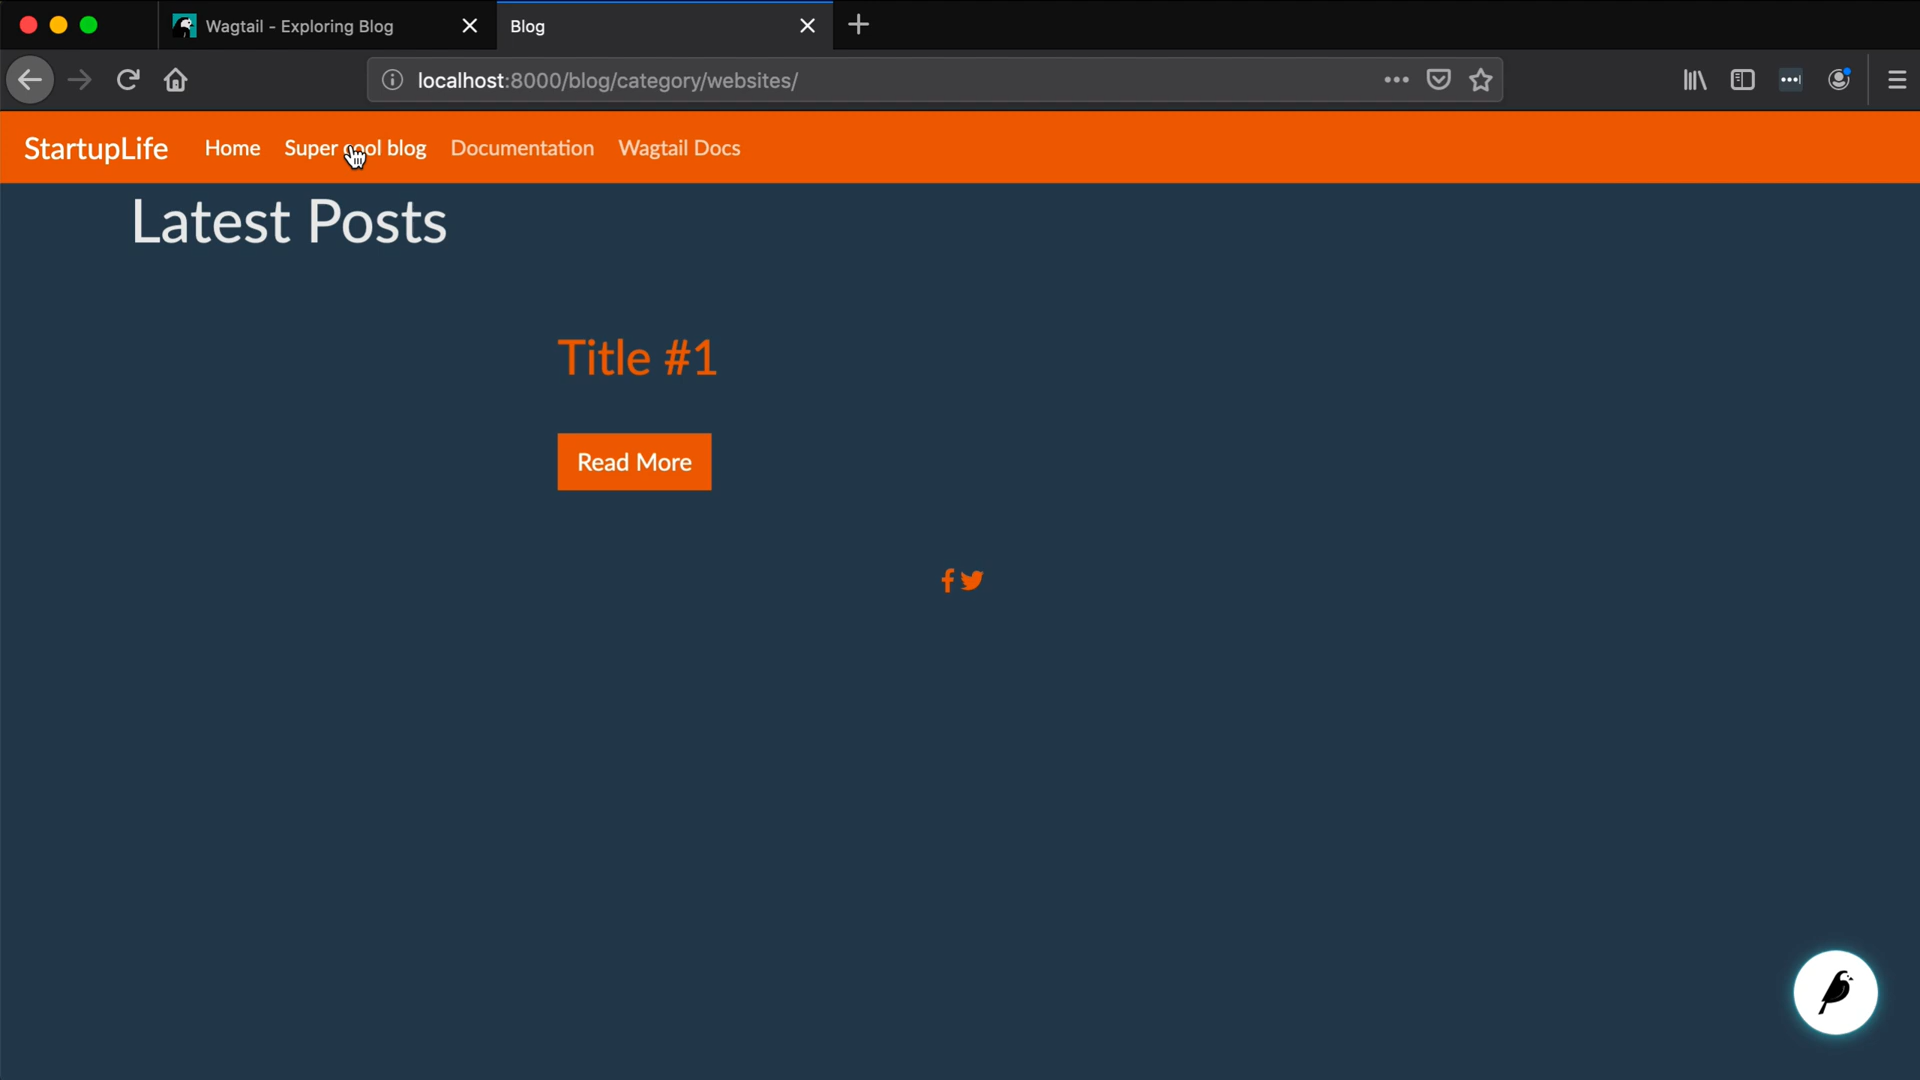 Wagtail - Exploring Blog
Blog
localhost:8000/blog/category/websites/
StartupLife Home Super cool blog Documentation Wagtail Docs
Latest Posts
Title #1
Read More